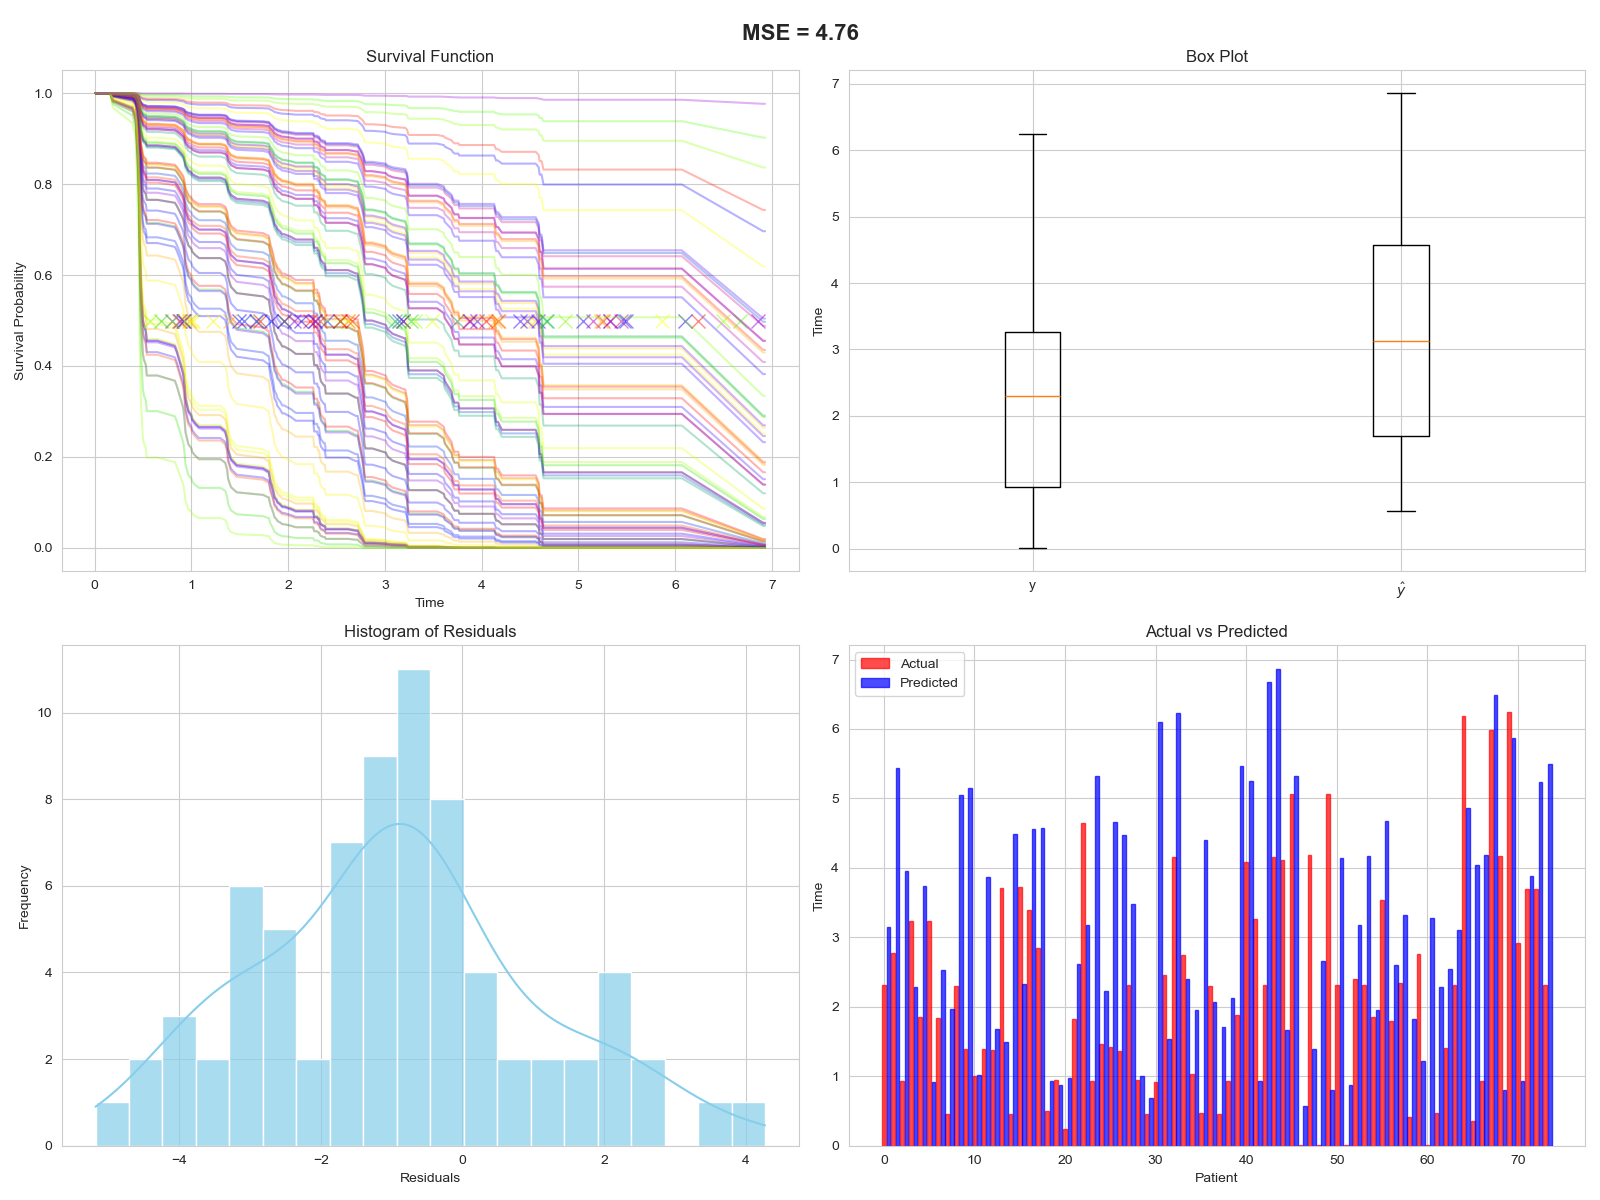 MSE = 4.76
Survival Function
Survival Probability
1.0
0.8
0.6
0.4
0.2
0.0
0 1 2 3 4 5 6 7
Time
Box Plot
Time
7
6
5
4
3
2
1
0
y ŷ
Histogram of Residuals
Frequency
10
8
6
4
2
0
−4 −2 0 2 4
Residuals
Actual vs Predicted
Actual
Predicted
Time
7
6
5
4
3
2
1
0
0 10 20 30 40 50 60 70
Patient